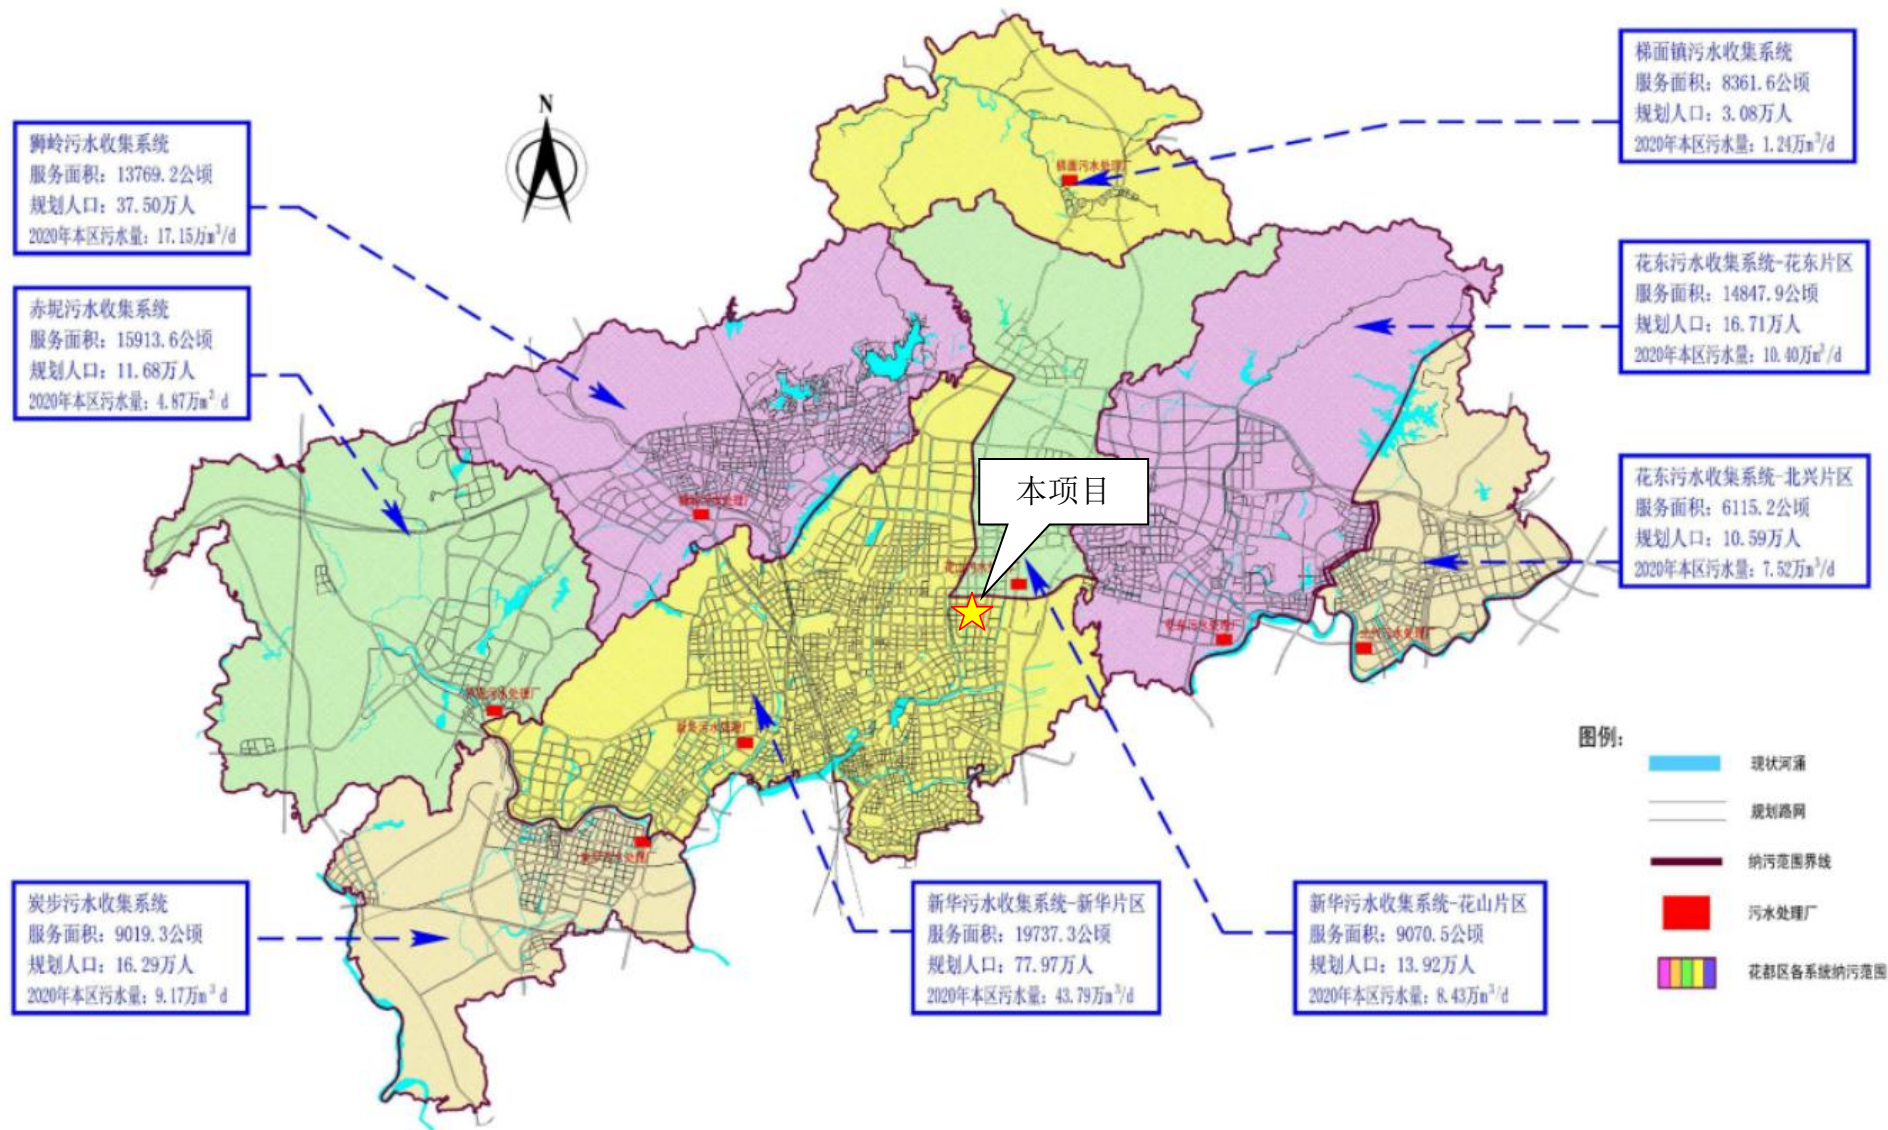 梯面镇污水收集系统
服务面积：8361.6公顷
规划人口：3.08万人
2020年本区污水量：1.24万m³/d
N
狮岭污水收集系统
服务面积：13769.2公顷
规划人口：37.50万人
2020年本区污水量：17.15万m³/d
梯面污水处理厂
花东污水收集系统-花东片区
服务面积：14847.9公顷
规划人口：16.71万人
2020年本区污水量：10.40万m³/d
赤坭污水收集系统
服务面积：15913.6公顷
规划人口：11.68万人
2020年本区污水量：4.87万m³/d
花东污水收集系统-北兴片区
服务面积：6115.2公顷
规划人口：10.59万人
2020年本区污水量：7.52万m³/d
本项目
图例：
现状河涌
规划路网
纳污范围界线
污水处理厂
花都区各系统纳污范围
炭步污水收集系统
服务面积：9019.3公顷
规划人口：16.29万人
2020年本区污水量：9.17万m³ d
新华污水收集系统-新华片区
服务面积：19737.3公顷
规划人口：77.97万人
2020年本区污水量：43.79万m³/d
新华污水收集系统-花山片区
服务面积：9070.5公顷
规划人口：13.92万人
2020年本区污水量：8.43万m³/d